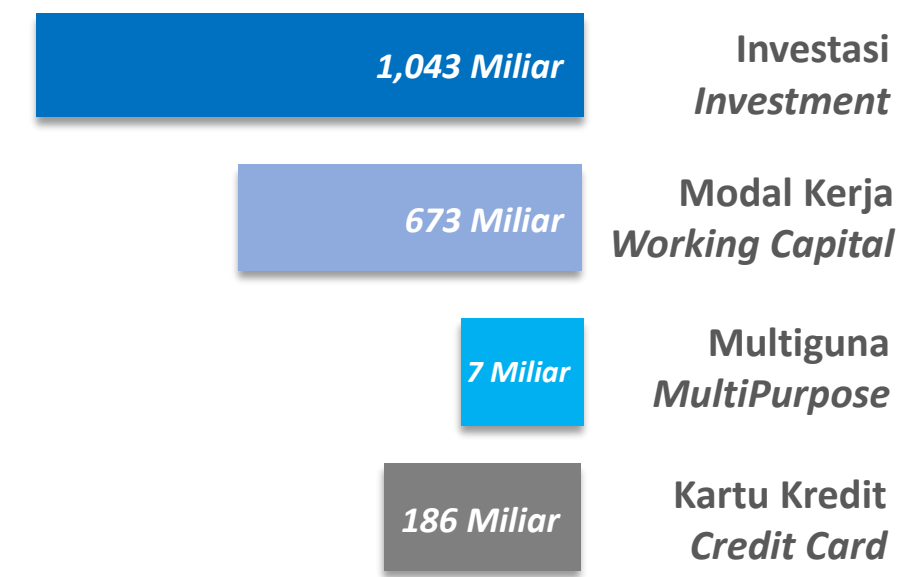 1,043 Miliar
Investasi
Investment
673 Miliar
Modal Kerja
Working Capital
7 Miliar
Multiguna
MultiPurpose
186 Miliar
Kartu Kredit
Credit Card